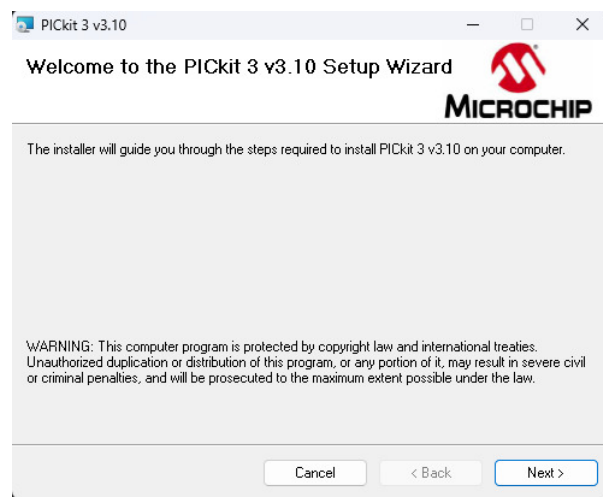 PICkit 3 v3.10
Welcome to the PICkit 3 v3.10 Setup Wizard
MICROCHIP
The installer will guide you through the steps required to install PICkit 3 v3.10 on your computer.
WARNING: This computer program is protected by copyright law and international treaties.
Unauthorized duplication or distribution of this program, or any portion of it, may result in severe civil
or criminal penalties, and will be prosecuted to the maximum extent possible under the law.
Cancel < Back Next >